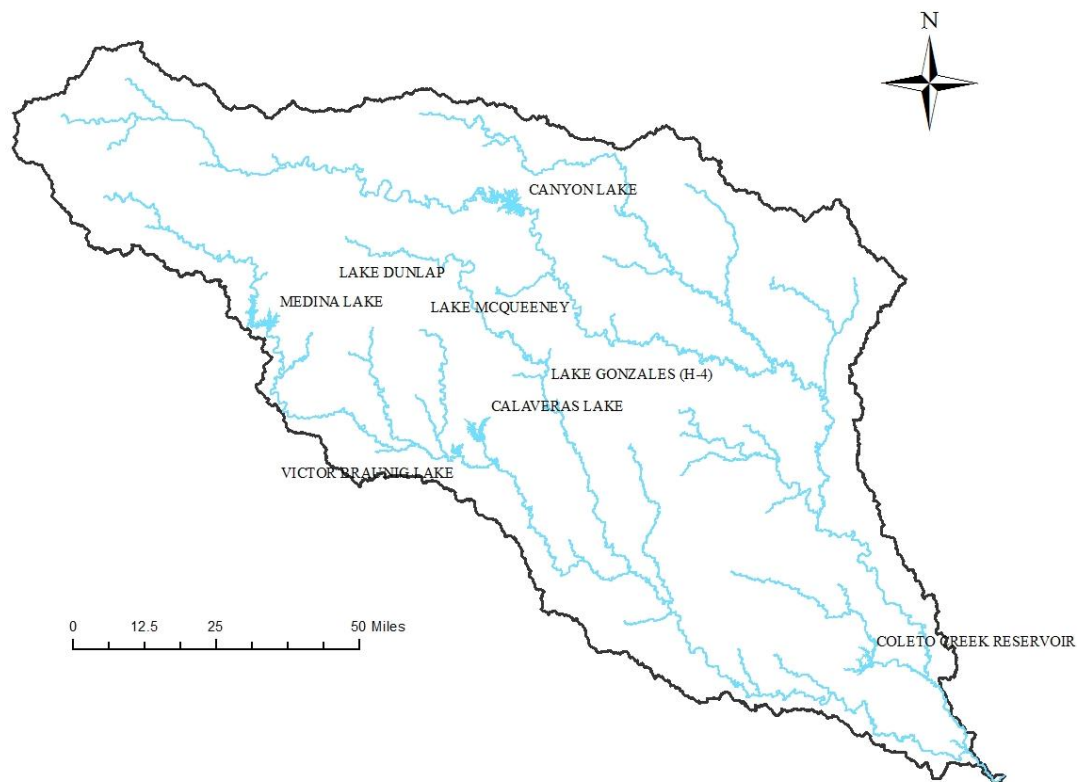 N
CANYON LAKE
LAKE DUNLAP
MEDINA LAKE
LAKE MCQUEENEY
LAKE GONZALES (H-4)
CALAVERAS LAKE
VICTOR BRAUNIG LAKE
0 12.5 25 50 Miles
COLETO CREEK RESERVOIR